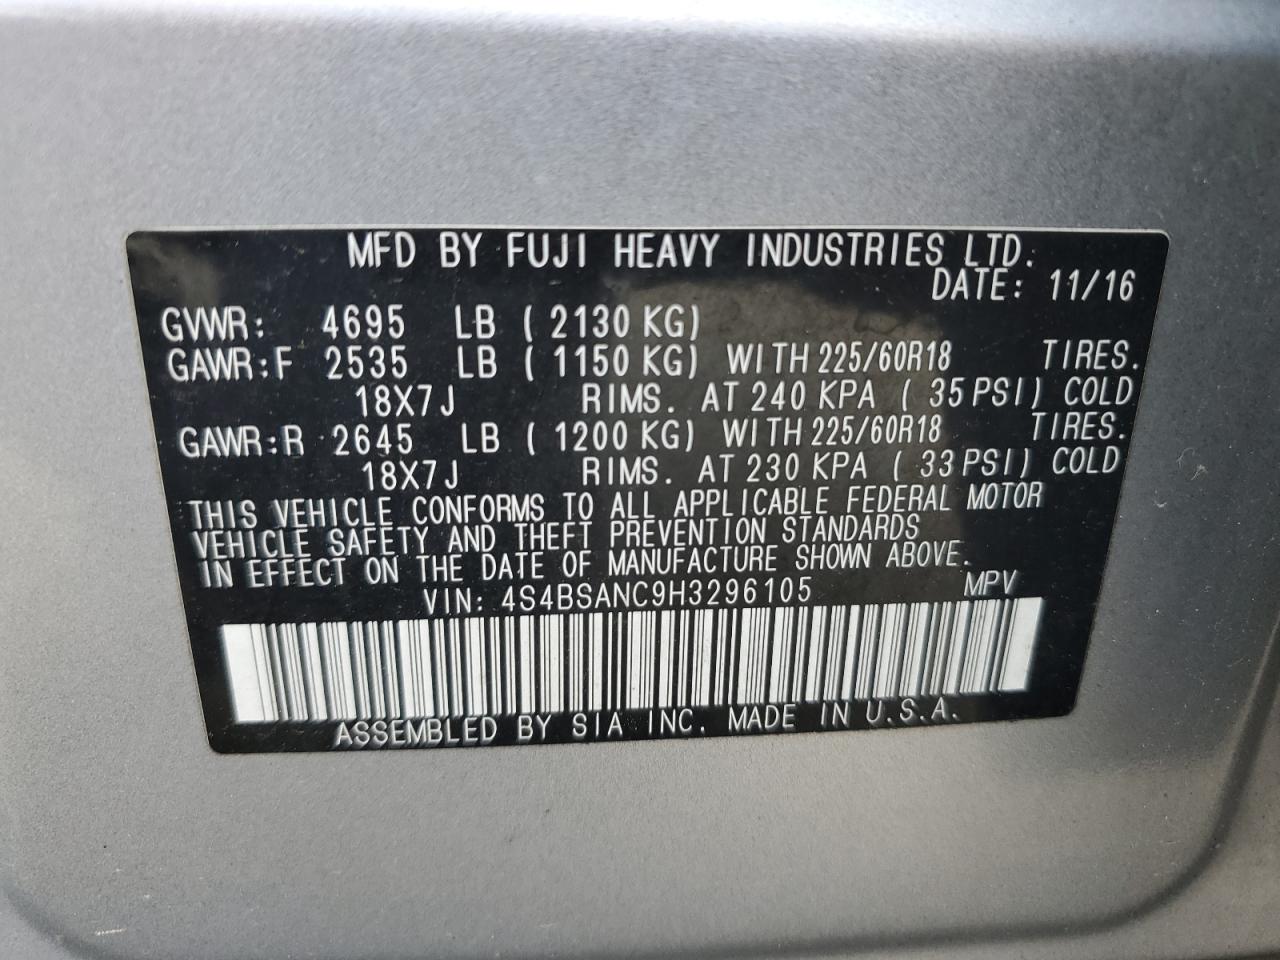 MFD BY FUJI HEAVY INDUSTRIES LTD.
DATE: 11/16
GVWR: 4695 LB ( 2130 KG)
GAWR:F 2535 LB ( 1150 KG) WITH 225/60R18 TIRES.
18X7J RIMS. AT 240 KPA ( 35 PSI) COLD
GAWR:R 2645 LB ( 1200 KG) WITH 225/60R18 TIRES.
18X7J RIMS. AT 230 KPA ( 33 PSI) COLD
THIS VEHICLE CONFORMS TO ALL APPLICABLE FEDERAL MOTOR
VEHICLE SAFETY AND THEFT PREVENTION STANDARDS
IN EFFECT ON THE DATE OF MANUFACTURE SHOWN ABOVE.
VIN: 4S4BSANC9H3296105 MPV
ASSEMBLED BY SIA INC. MADE IN U.S.A.